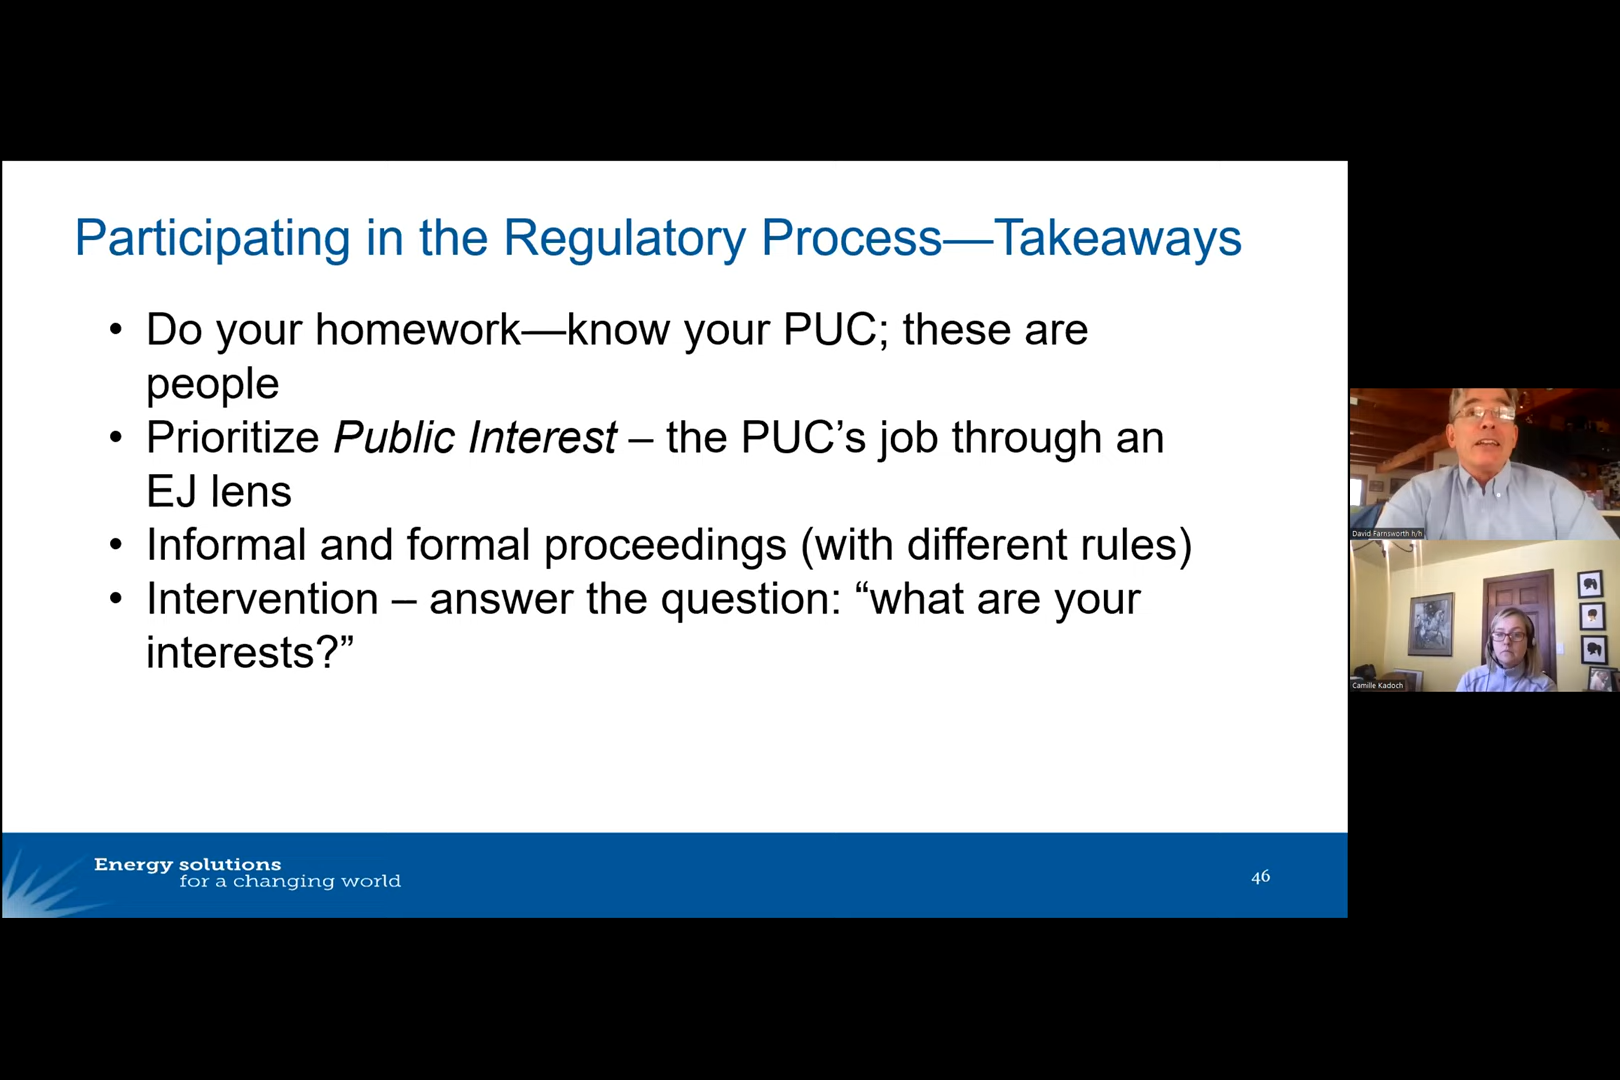 Participating in the Regulatory Process—Takeaways
• Do your homework—know your PUC; these are
people
• Prioritize Public Interest – the PUC’s job through an
EJ lens
• Informal and formal proceedings (with different rules)
• Intervention – answer the question: “what are your
interests?”
David Farnsworth h/h
Camille Kadoch
Energy solutions
for a changing world
46